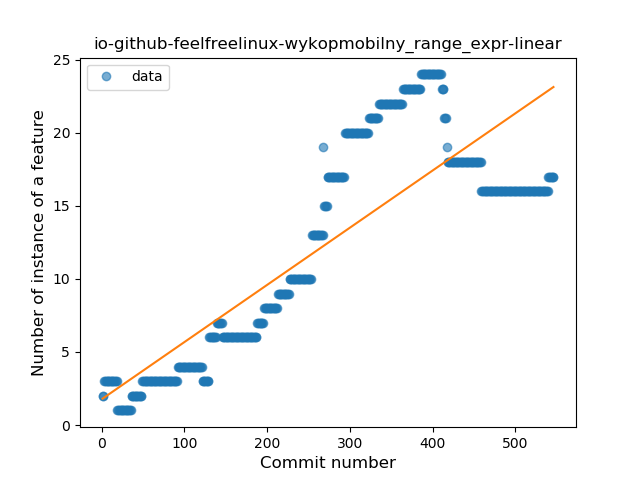 io-github-feelfreelinux-wykopmobilny_range_expr-linear
data
Number of instance of a feature
25
20
15
10
5
0
0 100 200 300 400 500
Commit number